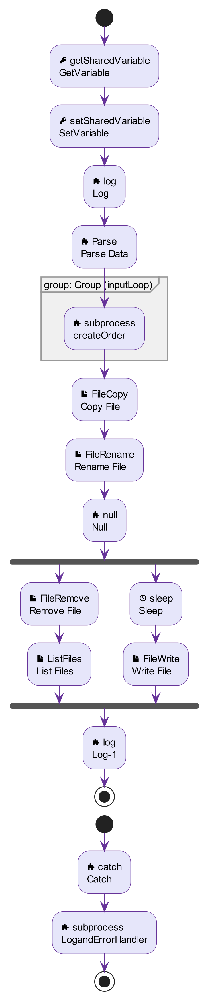 getSharedVariable
GetVariable
setSharedVariable
SetVariable
log
Log
Parse
Parse Data
group: Group (inputLoop)
subprocess
createOrder
FileCopy
Copy File
FileRename
Rename File
null
Null
FileRemove
Remove File
sleep
Sleep
ListFiles
List Files
FileWrite
Write File
log
Log-1
catch
Catch
subprocess
LogandErrorHandler